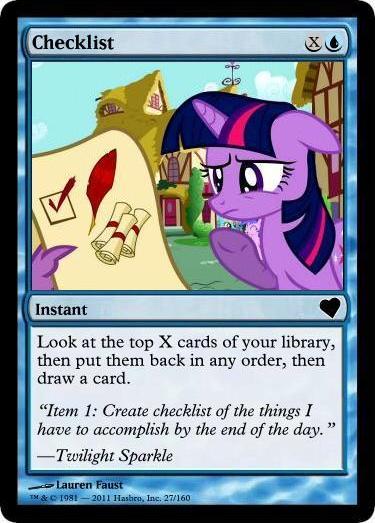 Checklist X
Instant
Look at the top X cards of your library,
then put them back in any order, then
draw a card.
“Item 1: Create checklist of the things I
have to accomplish by the end of the day.”
—Twilight Sparkle
Lauren Faust
™ & © 1981 — 2011 Hasbro, Inc. 27/160